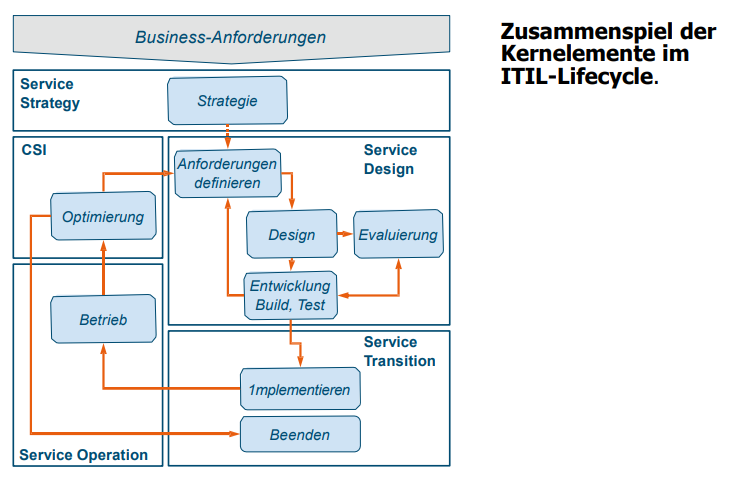 Business-Anforderungen
Zusammenspiel der
Kernelemente im
ITIL-Lifecycle.
Service
Strategy
Strategie
CSI
Anforderungen
definieren
Service
Design
Optimierung
Design
Evaluierung
Entwicklung
Build, Test
Betrieb
Service
Transition
1mplementieren
Beenden
Service Operation